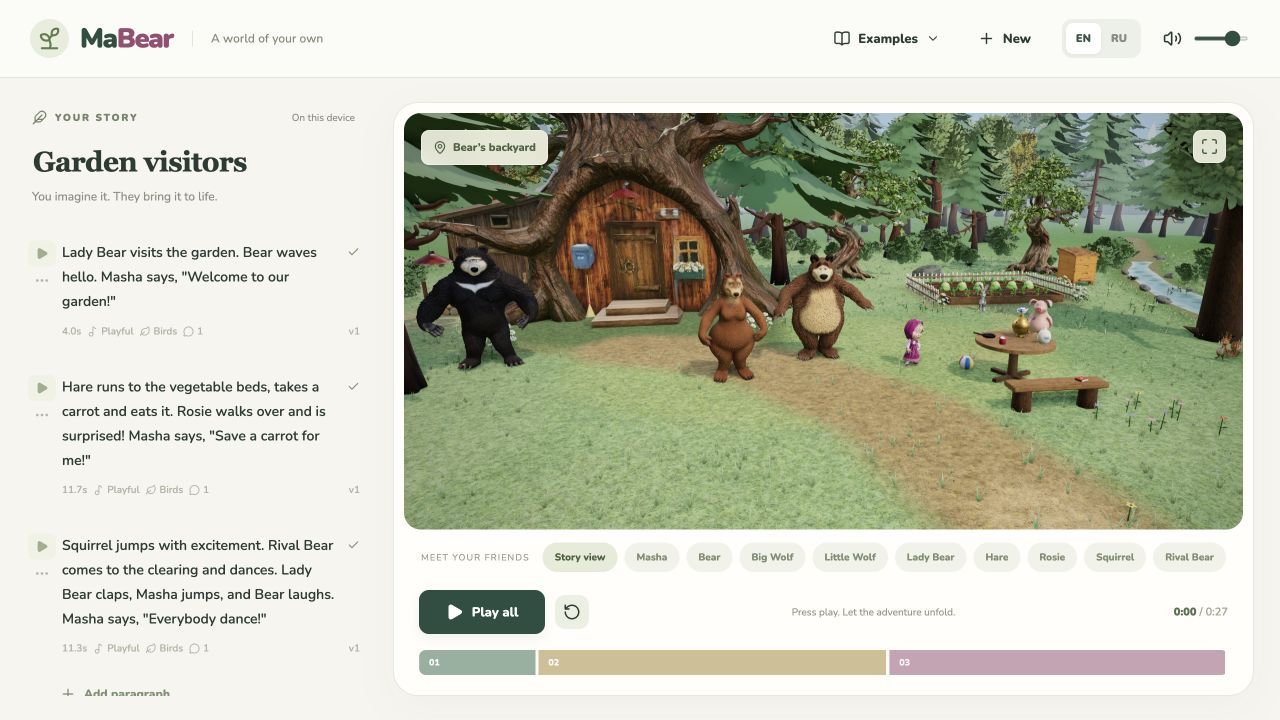 MaBear
A world of your own
Examples
New
EN
RU
YOUR STORY
On this device
Garden visitors
You imagine it. They bring it to life.
Lady Bear visits the garden. Bear waves
hello. Masha says, "Welcome to our
garden!"
4.0s Playful Birds 1
v1
Hare runs to the vegetable beds, takes a
carrot and eats it. Rosie walks over and is
surprised! Masha says, "Save a carrot for
me!"
11.7s Playful Birds 1
v1
Squirrel jumps with excitement. Rival Bear
comes to the clearing and dances. Lady
Bear claps, Masha jumps, and Bear laughs.
Masha says, "Everybody dance!"
11.3s Playful Birds 1
v1
Add paragraph
Bear's backyard
MEET YOUR FRIENDS
Story view
Masha
Bear
Big Wolf
Little Wolf
Lady Bear
Hare
Rosie
Squirrel
Rival Bear
Play all
Press play. Let the adventure unfold.
0:00 / 0:27
01
02
03